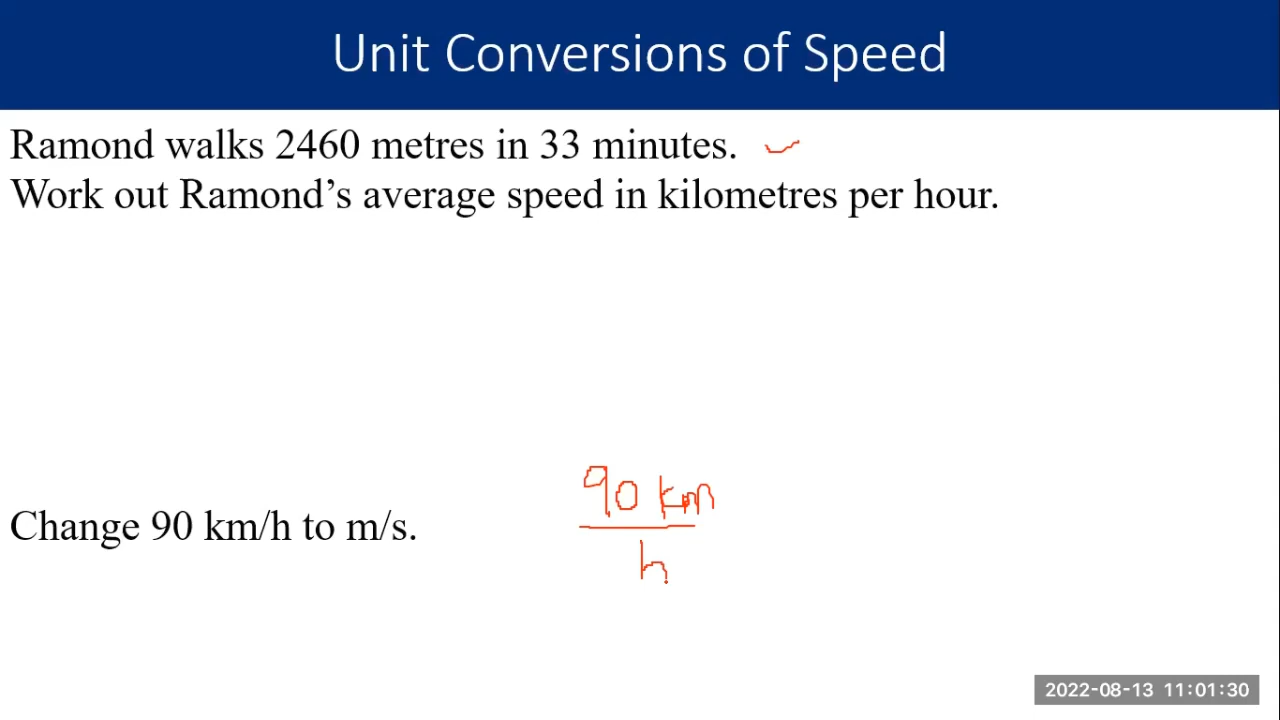 Unit Conversions of Speed
Ramond walks 2460 metres in 33 minutes.
Work out Ramond’s average speed in kilometres per hour.
90 km
Change 90 km/h to m/s.
h
2022-08-13 11:01:30